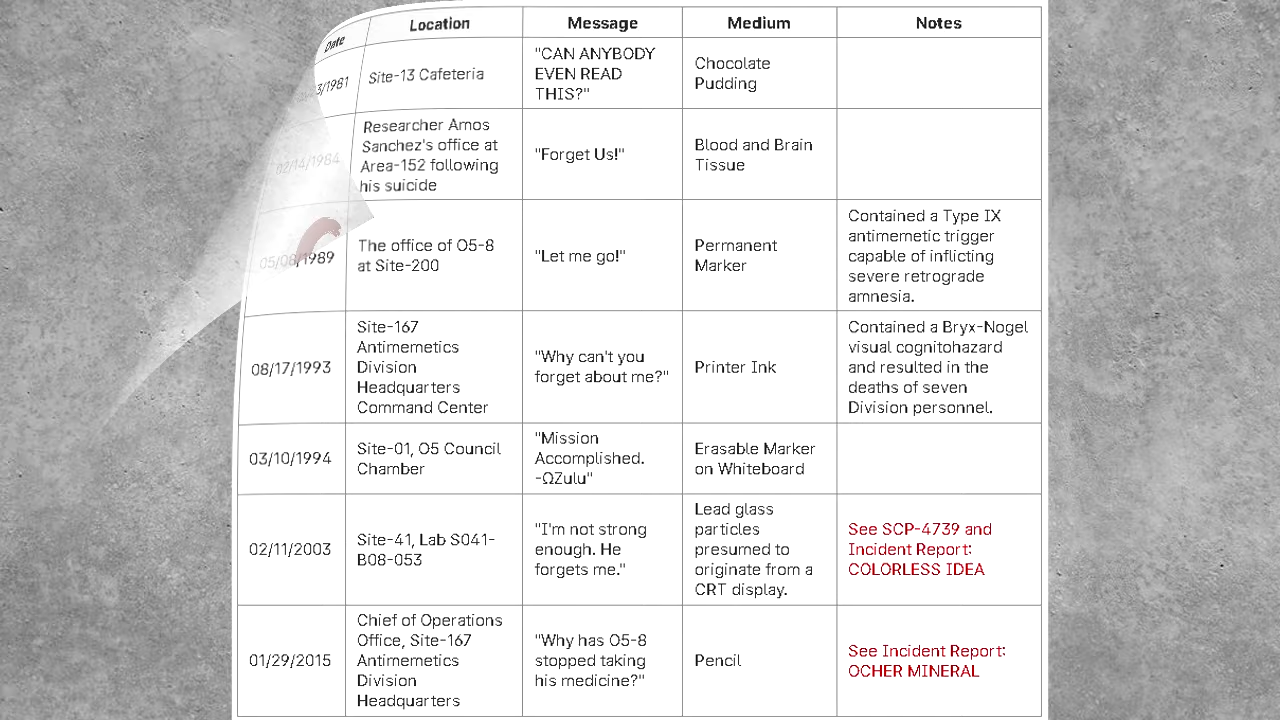 Date Location Message Medium Notes
3/1981 Site-13 Cafeteria "CAN ANYBODY
EVEN READ
THIS?" Chocolate
Pudding
02/14/1984 Researcher Amos
Sanchez's office at
Area-152 following
his suicide "Forget Us!" Blood and Brain
Tissue
05/08/1989 The office of O5-8
at Site-200 "Let me go!" Permanent
Marker Contained a Type IX
antimemetic trigger
capable of inflicting
severe retrograde
amnesia.
08/17/1993 Site-167
Antimemetics
Division
Headquarters
Command Center "Why can't you
forget about me?" Printer Ink Contained a Bryx-Nogel
visual cognitohazard
and resulted in the
deaths of seven
Division personnel.
03/10/1994 Site-01, O5 Council
Chamber "Mission
Accomplished.
-ΩZulu" Erasable Marker
on Whiteboard
02/11/2003 Site-41, Lab S041-
B08-053 "I'm not strong
enough. He
forgets me." Lead glass
particles
presumed to
originate from a
CRT display. See SCP-4739 and
Incident Report:
COLORLESS IDEA
01/29/2015 Chief of Operations
Office, Site-167
Antimemetics
Division
Headquarters "Why has O5-8
stopped taking
his medicine?" Pencil See Incident Report:
OCHER MINERAL